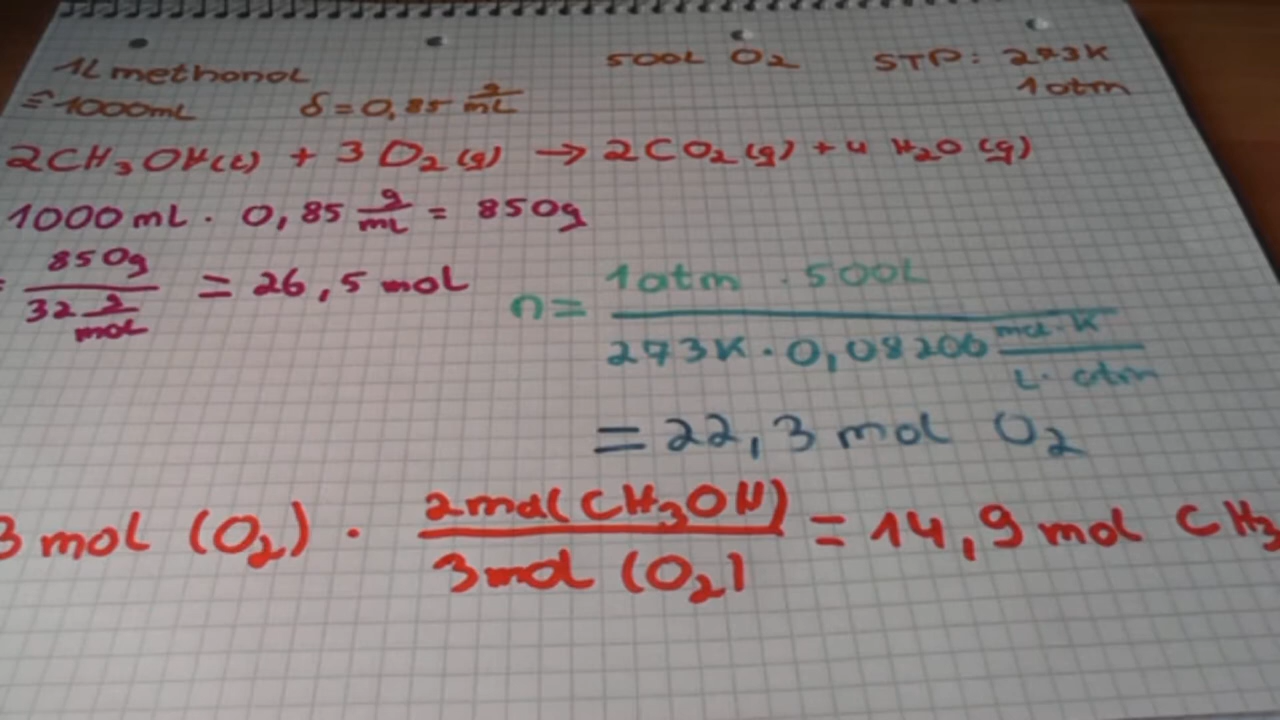 1L methanol 500L O2 STP: 273K
≙1000mL δ=0,85 g/mL 1atm
2CH3OH(l) + 3 O2(g) → 2CO2(g) + 4 H2O(g)
1000 mL · 0,85 g/mL = 850g
= 850g / 32 g/mol = 26,5 mol
n = 1atm · 500L / 273K · 0,08206 mol·K / L·atm
= 22,3 mol O2
3 mol (O2) · 2mol(CH3OH) / 3mol (O2) = 14,9 mol CH3